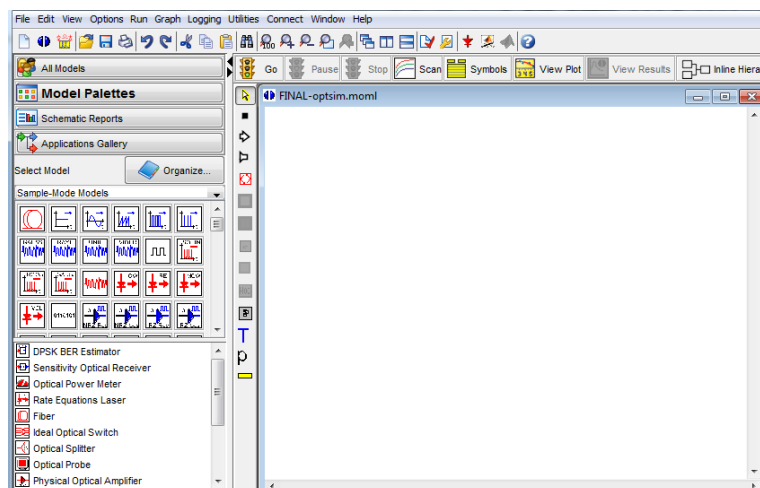 File Edit View Options Run Graph Logging Utilities Connect Window Help
All Models
Go Pause Stop Scan Symbols View Plot View Results Inline Hiera
Model Palettes
FINAL-optsim.moml
Schematic Reports
Applications Gallery
Select Model
Organize...
Sample-Mode Models
DPSK BER Estimator
Sensitivity Optical Receiver
Optical Power Meter
Rate Equations Laser
Fiber
Ideal Optical Switch
Optical Splitter
Optical Probe
Physical Optical Amplifier